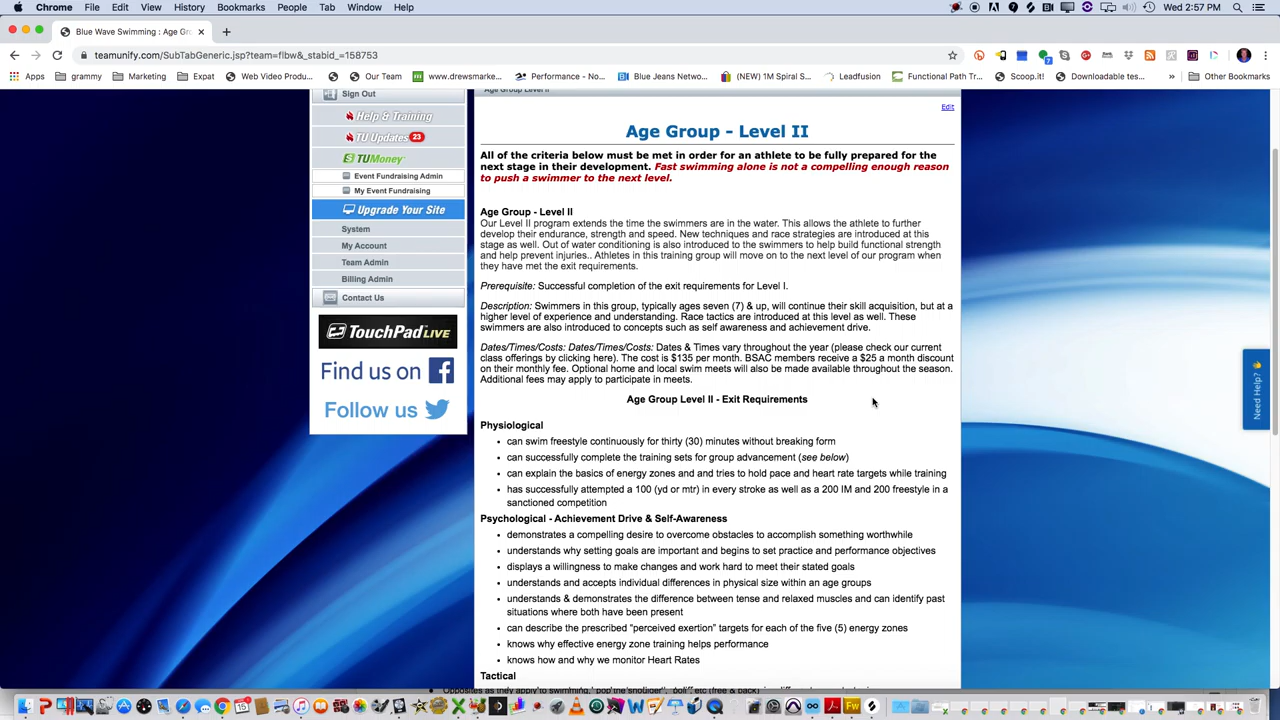 Chrome File Edit View History Bookmarks People Tab Window Help Wed 2:57 PM
Blue Wave Swimming : Age Gr
teamunify.com/SubTabGeneric.jsp?team=flbw&_stabid_=158753
Apps grammy Marketing Expat Web Video Produ... Our Team www.drewsmarke... Performance - No... Blue Jeans Netwo... (NEW) 1M Spiral S... Leadfusion Functional Path Tr... Scoop.it! Downloadable tes... » Other Bookmarks
Sign Out
Help & Training
TU Updates 23
TUMoney
Event Fundraising Admin
My Event Fundraising
Upgrade Your Site
System
My Account
Team Admin
Billing Admin
Contact Us
TouchPad LIVE
Find us on
Follow us
Age Group Level II
Edit
Age Group - Level II
All of the criteria below must be met in order for an athlete to be fully prepared for the
next stage in their development. Fast swimming alone is not a compelling enough reason
to push a swimmer to the next level.
Age Group - Level II
Our Level II program extends the time the swimmers are in the water. This allows the athlete to further
develop their endurance, strength and speed. New techniques and race strategies are introduced at this
stage as well. Out of water conditioning is also introduced to the swimmers to help build functional strength
and help prevent injuries.. Athletes in this training group will move on to the next level of our program when
they have met the exit requirements.
Prerequisite: Successful completion of the exit requirements for Level I.
Description: Swimmers in this group, typically ages seven (7) & up, will continue their skill acquisition, but at a
higher level of experience and understanding. Race tactics are introduced at this level as well. These
swimmers are also introduced to concepts such as self awareness and achievement drive.
Dates/Times/Costs: Dates/Times/Costs: Dates & Times vary throughout the year (please check our current
class offerings by clicking here). The cost is $135 per month. BSAC members receive a $25 a month discount
on their monthly fee. Optional home and local swim meets will also be made available throughout the season.
Additional fees may apply to participate in meets.
Age Group Level II - Exit Requirements
Physiological
• can swim freestyle continuously for thirty (30) minutes without breaking form
• can successfully complete the training sets for group advancement (see below)
• can explain the basics of energy zones and and tries to hold pace and heart rate targets while training
• has successfully attempted a 100 (yd or mtr) in every stroke as well as a 200 IM and 200 freestyle in a
sanctioned competition
Psychological - Achievement Drive & Self-Awareness
• demonstrates a compelling desire to overcome obstacles to accomplish something worthwhile
• understands why setting goals are important and begins to set practice and performance objectives
• displays a willingness to make changes and work hard to meet their stated goals
• understands and accepts individual differences in physical size within an age groups
• understands & demonstrates the difference between tense and relaxed muscles and can identify past
situations where both have been present
• can describe the prescribed "perceived exertion" targets for each of the five (5) energy zones
• knows why effective energy zone training helps performance
• knows how and why we monitor Heart Rates
Tactical
Need Help?